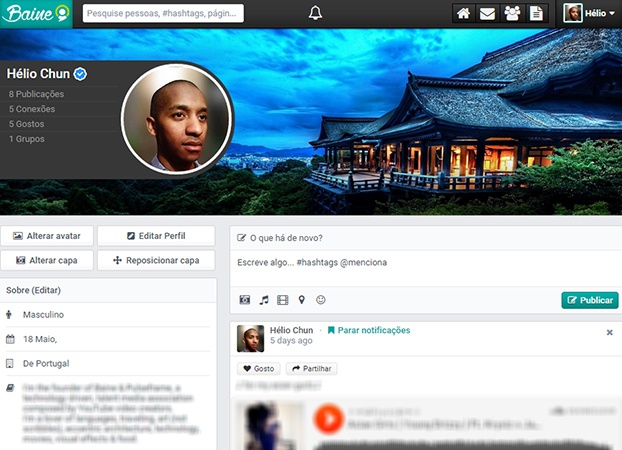 Baine
Pesquise pessoas, #hashtags, págin...
Hélio
Hélio Chun
8 Publicações
5 Conexões
5 Gostos
1 Grupos
Alterar avatar
Editar Perfil
Alterar capa
Reposicionar capa
Sobre (Editar)
Masculino
18 Maio,
De Portugal
O que há de novo?
Escreve algo... #hashtags @menciona
Publicar
Hélio Chun · Parar notificações
5 days ago
Gosto
Partilhar